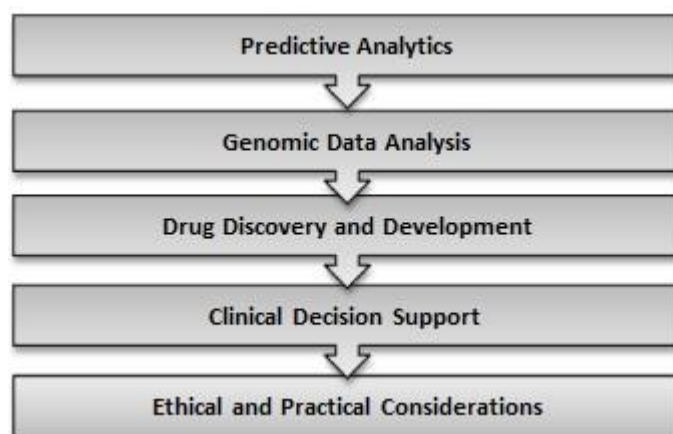 Predictive Analytics
Genomic Data Analysis
Drug Discovery and Development
Clinical Decision Support
Ethical and Practical Considerations